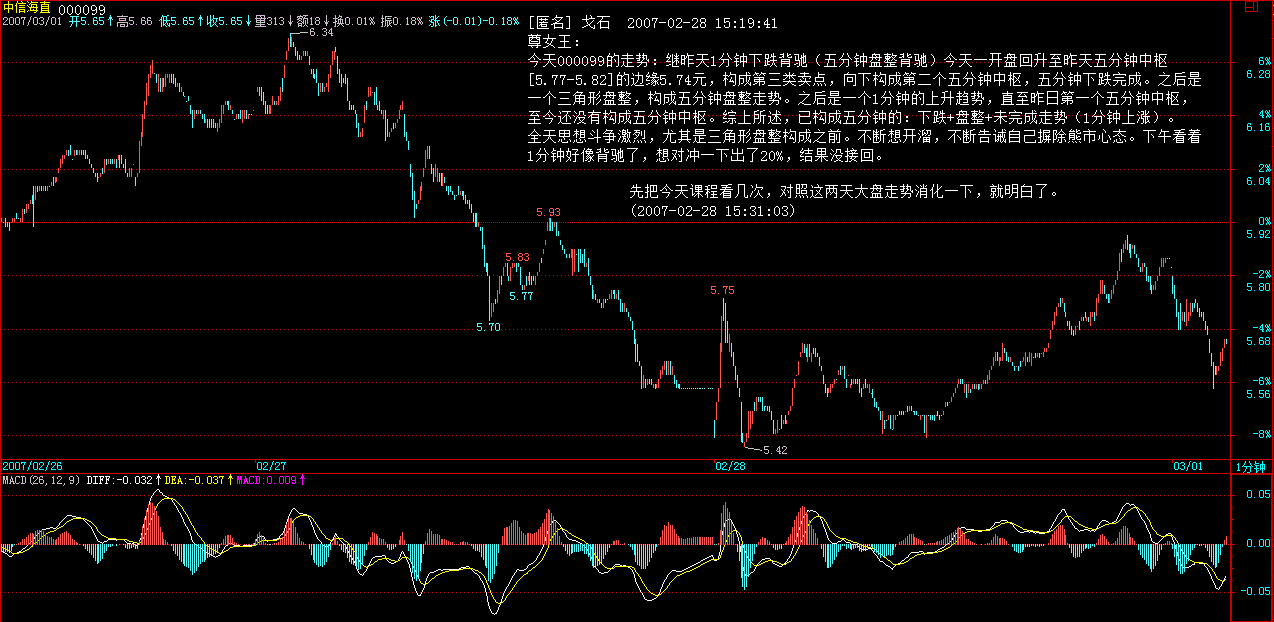 中信海直 000099
2007/03/01 开5.65↑高5.66 低5.65↑收5.65↓量313↓额18↓换0.01% 振0.18% 涨(-0.01)-0.18%
[匿名] 戈石 2007-02-28 15:19:41
尊女王：
今天000099的走势：继昨天1分钟下跌背驰（五分钟盘整背驰）今天一开盘回升至昨天五分钟中枢
[5.77-5.82]的边缘5.74元，构成第三类卖点，向下构成第二个五分钟中枢，五分钟下跌完成。之后是
一个三角形盘整，构成五分钟盘整走势。之后是一个1分钟的上升趋势，直至昨日第一个五分钟中枢，
至今还没有构成五分钟中枢。综上所述，已构成五分钟的：下跌+盘整+未完成走势（1分钟上涨）。
全天思想斗争激烈，尤其是三角形盘整构成之前。不断想开溜，不断告诫自己摒除熊市心态。下午看着
1分钟好像背驰了，想对冲一下出了20%，结果没接回。
先把今天课程看几次，对照这两天大盘走势消化一下，就明白了。
(2007-02-28 15:31:03)
6.34
5.93
5.83
5.77
5.70
5.75
5.42
6%
6.28
4%
6.16
2%
6.04
0%
5.92
-2%
5.80
-4%
5.68
-6%
5.56
-8%
2007/02/26 02/27 02/28 03/01 1分钟
MACD(26,12,9) DIFF:-0.032↑DEA:-0.037↑MACD:0.009↑
0.05
0.00
-0.05